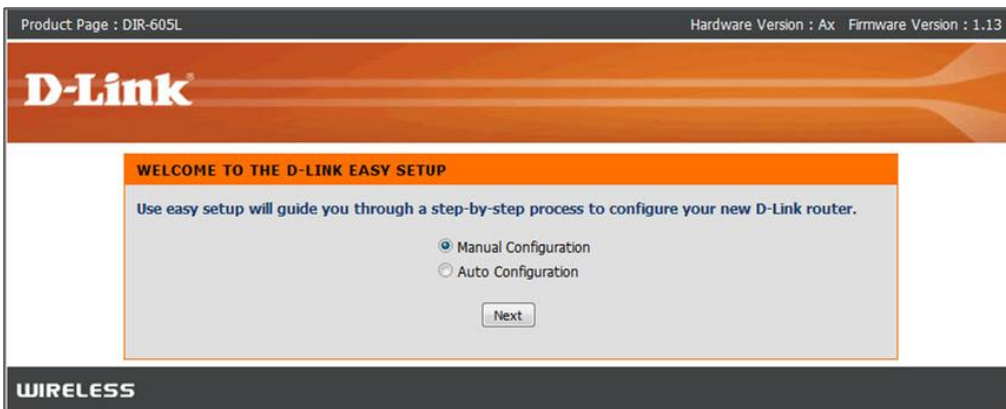 Product Page : DIR-605L Hardware Version : Ax Firmware Version : 1.13
D-Link
WELCOME TO THE D-LINK EASY SETUP
Use easy setup will guide you through a step-by-step process to configure your new D-Link router.
Manual Configuration
Auto Configuration
Next
WIRELESS